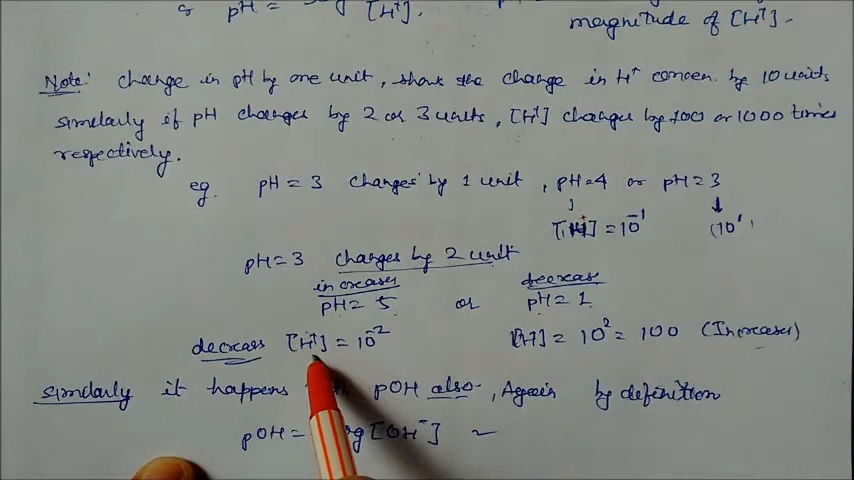 pH = [H⁺].
magnitude of [H⁺].
Note: Change in pH by one unit, shows the change in H⁺ concen. by 10 units
similarly if pH changes by 2 or 3 units, [H⁺] changes by 100 or 1000 times
respectively.
eg. pH = 3 changes by 1 unit, pH=4 or pH=3
↓ ↓
[H⁺] = 10⁻¹ (10¹)
pH=3 changes by 2 unit
increases decrease
pH = 5 or pH = 1
decreases [H⁺] = 10⁻² [H⁺] = 10² = 100 (Increases)
similarly it happens pOH also, Again by definition
pOH = [OH⁻]